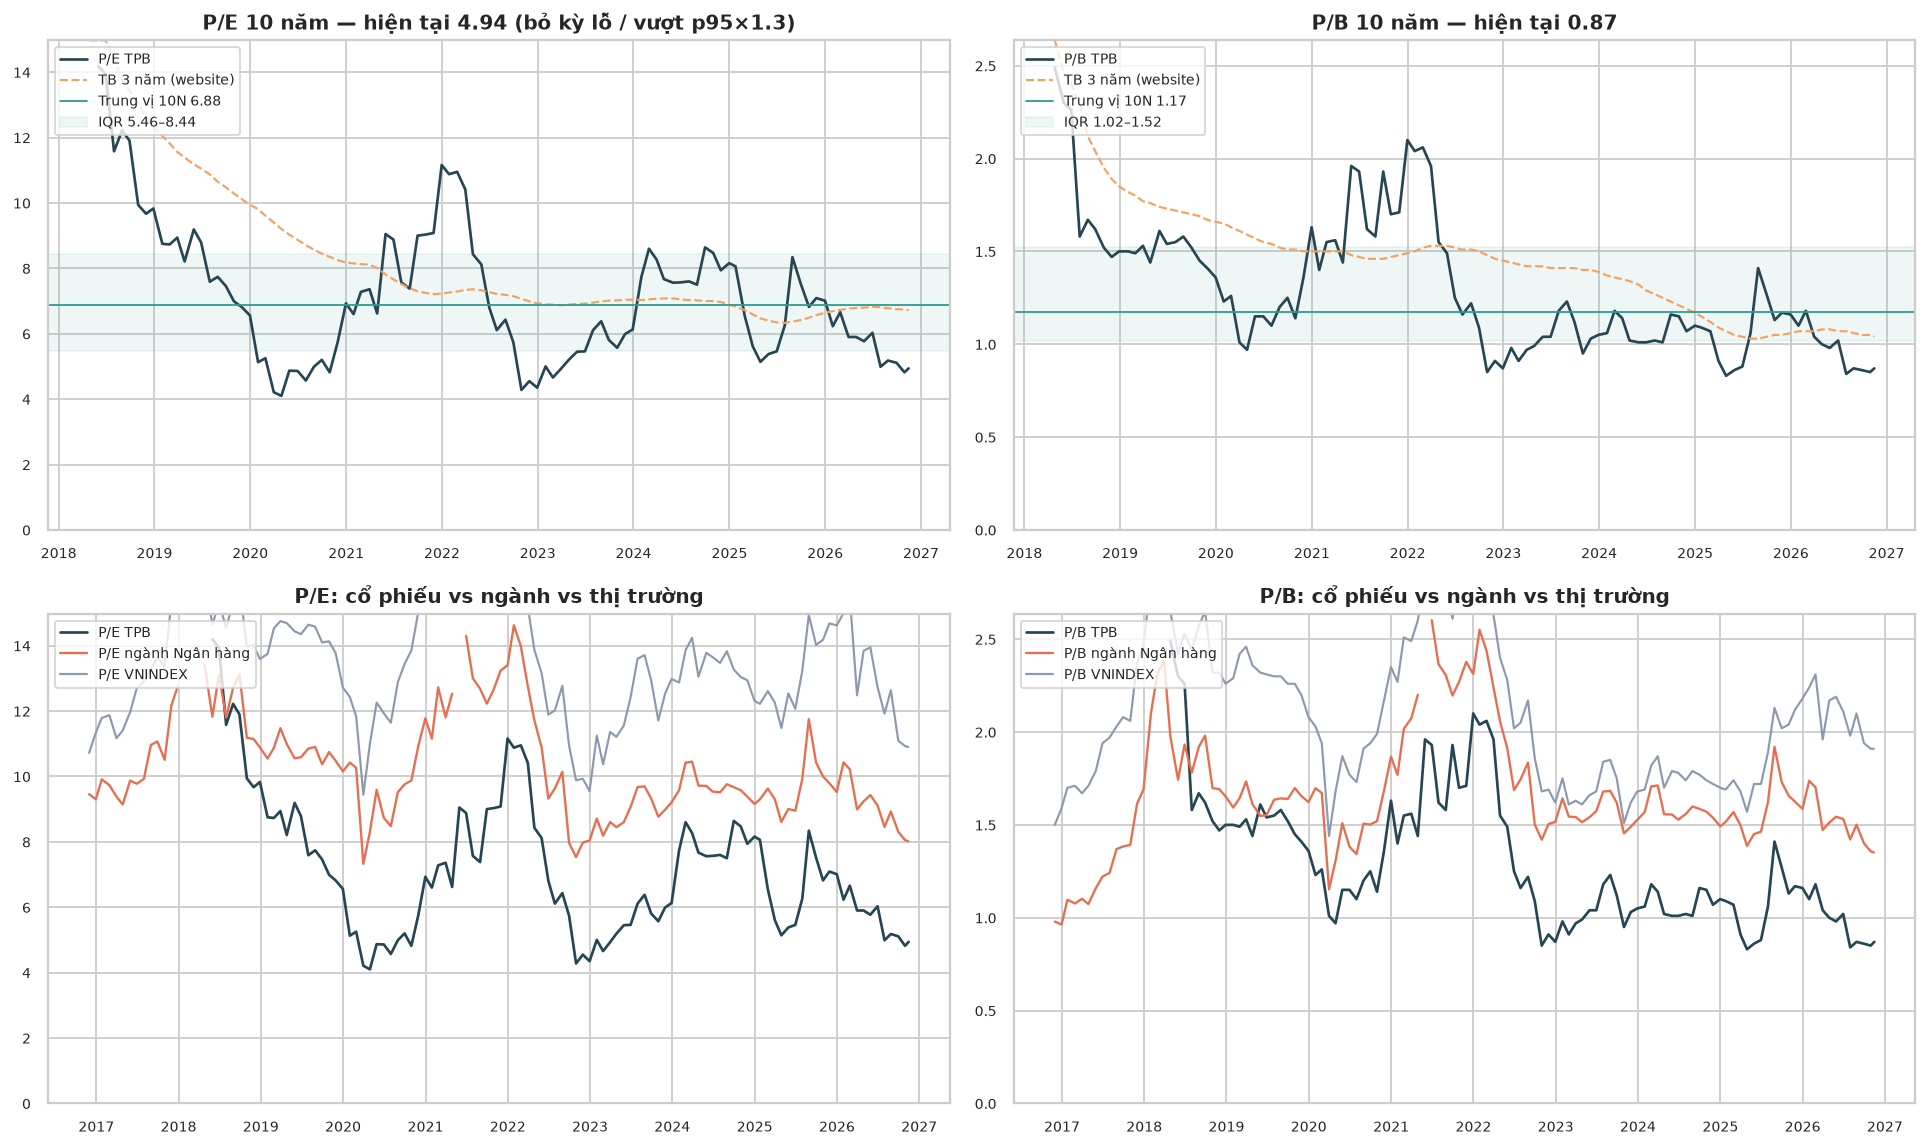 P/E 10 năm — hiện tại 4.94 (bỏ kỳ lỗ / vượt p95×1.3)
P/E TPB
TB 3 năm (website)
Trung vị 10N 6.88
IQR 5.46–8.44
14
12
10
8
6
4
2
0
2018 2019 2020 2021 2022 2023 2024 2025 2026 2027
P/B 10 năm — hiện tại 0.87
P/B TPB
TB 3 năm (website)
Trung vị 10N 1.17
IQR 1.02–1.52
2.5
2.0
1.5
1.0
0.5
0.0
2018 2019 2020 2021 2022 2023 2024 2025 2026 2027
P/E: cổ phiếu vs ngành vs thị trường
P/E TPB
P/E ngành Ngân hàng
P/E VNINDEX
14
12
10
8
6
4
2
0
2017 2018 2019 2020 2021 2022 2023 2024 2025 2026 2027
P/B: cổ phiếu vs ngành vs thị trường
P/B TPB
P/B ngành Ngân hàng
P/B VNINDEX
2.5
2.0
1.5
1.0
0.5
0.0
2017 2018 2019 2020 2021 2022 2023 2024 2025 2026 2027